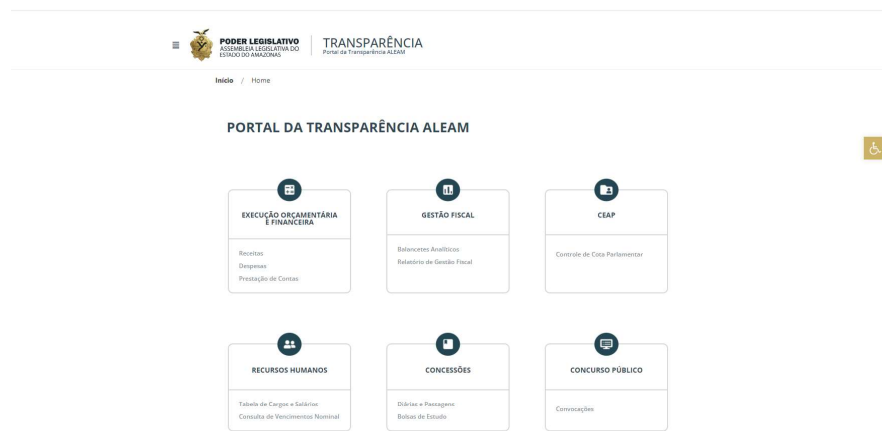 PODER LEGISLATIVO
ASSEMBLEIA LEGISLATIVA DO
ESTADO DO AMAZONAS
TRANSPARÊNCIA
Portal da Transparência ALEAM
Início / Home
PORTAL DA TRANSPARÊNCIA ALEAM
EXECUÇÃO ORÇAMENTÁRIA
E FINANCEIRA
Receitas
Despesas
Prestação de Contas
GESTÃO FISCAL
Balancetes Analíticos
Relatório de Gestão Fiscal
CEAP
Controle de Cota Parlamentar
RECURSOS HUMANOS
Tabela de Cargos e Salários
Consulta de Vencimentos Nominal
CONCESSÕES
Diárias e Passagens
Bolsas de Estudo
CONCURSO PÚBLICO
Convocações